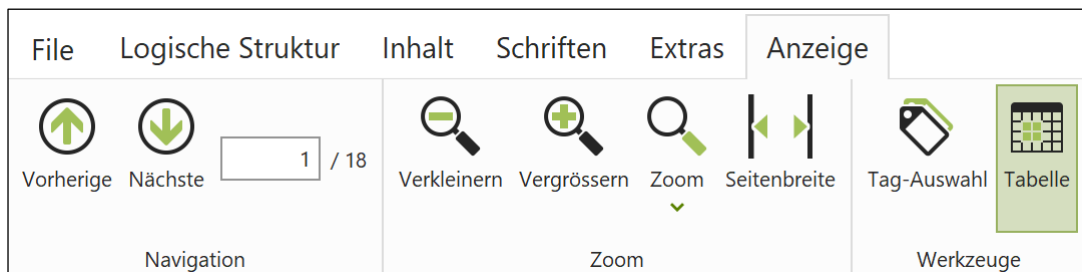 File Logische Struktur Inhalt Schriften Extras Anzeige
Vorherige Nächste 1 / 18 Verkleinern Vergrössern Zoom Seitenbreite Tag-Auswahl Tabelle
Navigation Zoom Werkzeuge